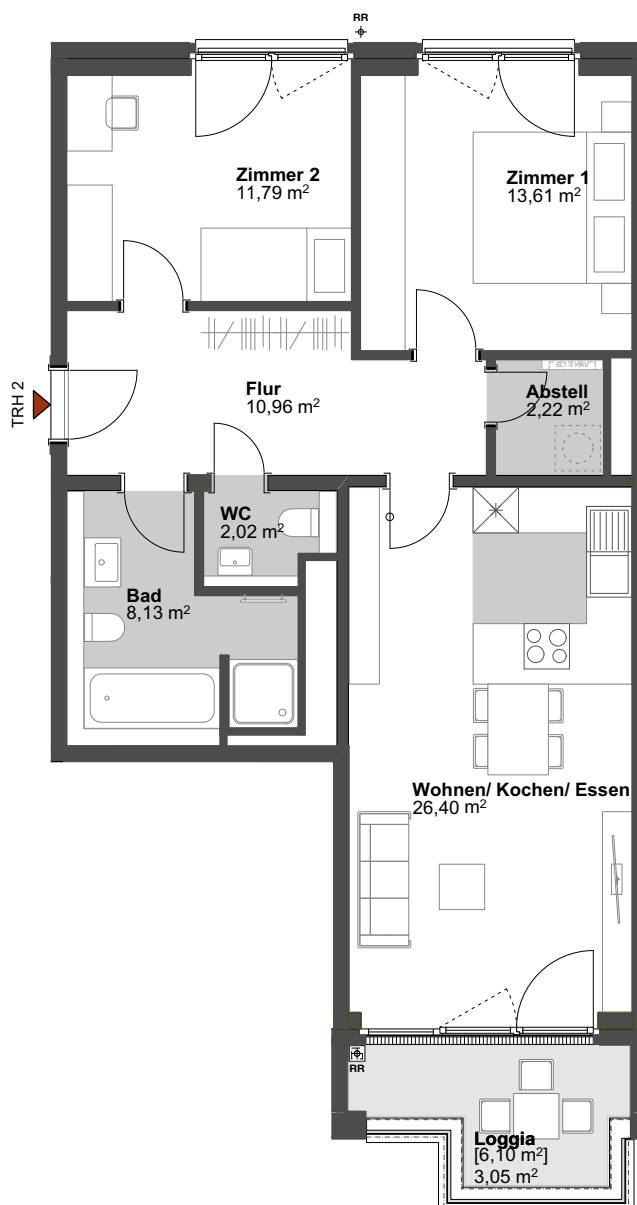 RR
Zimmer 2
11,79 m²
Zimmer 1
13,61 m²
TRH 2
Flur
10,96 m²
ELT-V HRV
Abstell
2,22 m²
WC
2,02 m²
Bad
8,13 m²
Wohnen/ Kochen/ Essen
26,40 m²
RR
Loggia
[6,10 m²]
3,05 m²